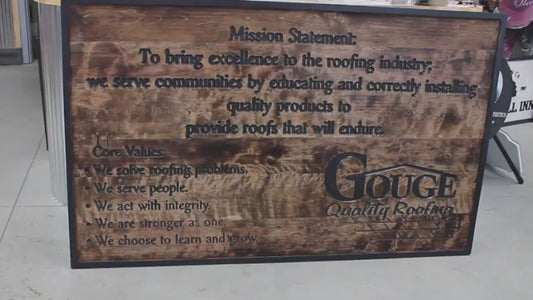 Mission Statement:
To bring excellence to the roofing industry;
we serve communities by educating and correctly installing
quality products to
provide roofs that will endure.
Core Values:
• We solve roofing problems.
• We serve people.
• We act with integrity.
• We are stronger as one.
• We choose to learn and grow.
GOUGE
Quality Roofing